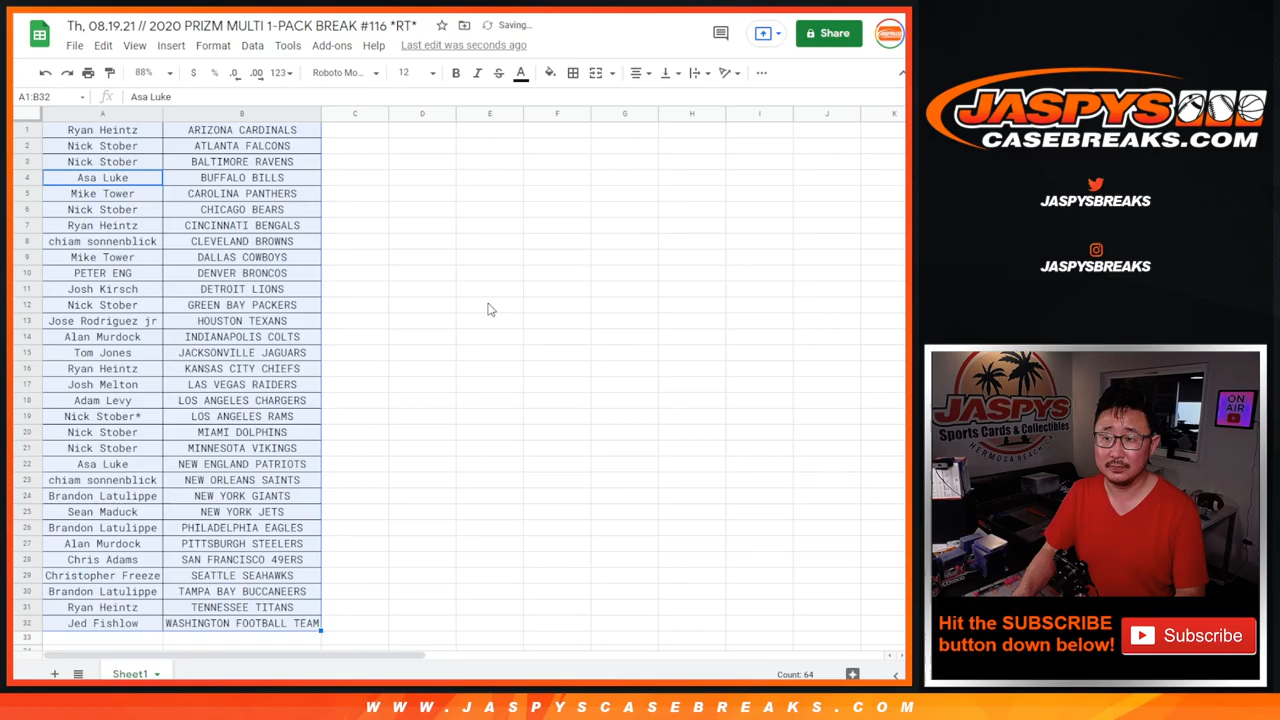 Th, 08.19.21 // 2020 PRIZM MULTI 1-PACK BREAK #116 *RT*
Saving...
File Edit View Insert Format Data Tools Add-ons Help Last edit was seconds ago
Share
88% $ % .0 .00 123 Roboto Mo... 12 B I S A
A1:B32 fx Asa Luke
A B C D E F G H I J K
1 Ryan Heintz ARIZONA CARDINALS
2 Nick Stober ATLANTA FALCONS
3 Nick Stober BALTIMORE RAVENS
4 Asa Luke BUFFALO BILLS
5 Mike Tower CAROLINA PANTHERS
6 Nick Stober CHICAGO BEARS
7 Ryan Heintz CINCINNATI BENGALS
8 chiam sonnenblick CLEVELAND BROWNS
9 Mike Tower DALLAS COWBOYS
10 PETER ENG DENVER BRONCOS
11 Josh Kirsch DETROIT LIONS
12 Nick Stober GREEN BAY PACKERS
13 Jose Rodriguez jr HOUSTON TEXANS
14 Alan Murdock INDIANAPOLIS COLTS
15 Tom Jones JACKSONVILLE JAGUARS
16 Ryan Heintz KANSAS CITY CHIEFS
17 Josh Melton LAS VEGAS RAIDERS
18 Adam Levy LOS ANGELES CHARGERS
19 Nick Stober* LOS ANGELES RAMS
20 Nick Stober MIAMI DOLPHINS
21 Nick Stober MINNESOTA VIKINGS
22 Asa Luke NEW ENGLAND PATRIOTS
23 chiam sonnenblick NEW ORLEANS SAINTS
24 Brandon Latulippe NEW YORK GIANTS
25 Sean Maduck NEW YORK JETS
26 Brandon Latulippe PHILADELPHIA EAGLES
27 Alan Murdock PITTSBURGH STEELERS
28 Chris Adams SAN FRANCISCO 49ERS
29 Christopher Freeze SEATTLE SEAHAWKS
30 Brandon Latulippe TAMPA BAY BUCCANEERS
31 Ryan Heintz TENNESSEE TITANS
32 Jed Fishlow WASHINGTON FOOTBALL TEAM
33
Sheet1
Count: 64
JASPYS
CASEBREAKS.COM
JASPYSBREAKS
JASPYSBREAKS
JASPYS
Sports Cards & Collectibles
HERMOSA BEACH, CA
ON AIR
Hit the SUBSCRIBE
button down below!
Subscribe
WWW.JASPYSCASEBREAKS.COM